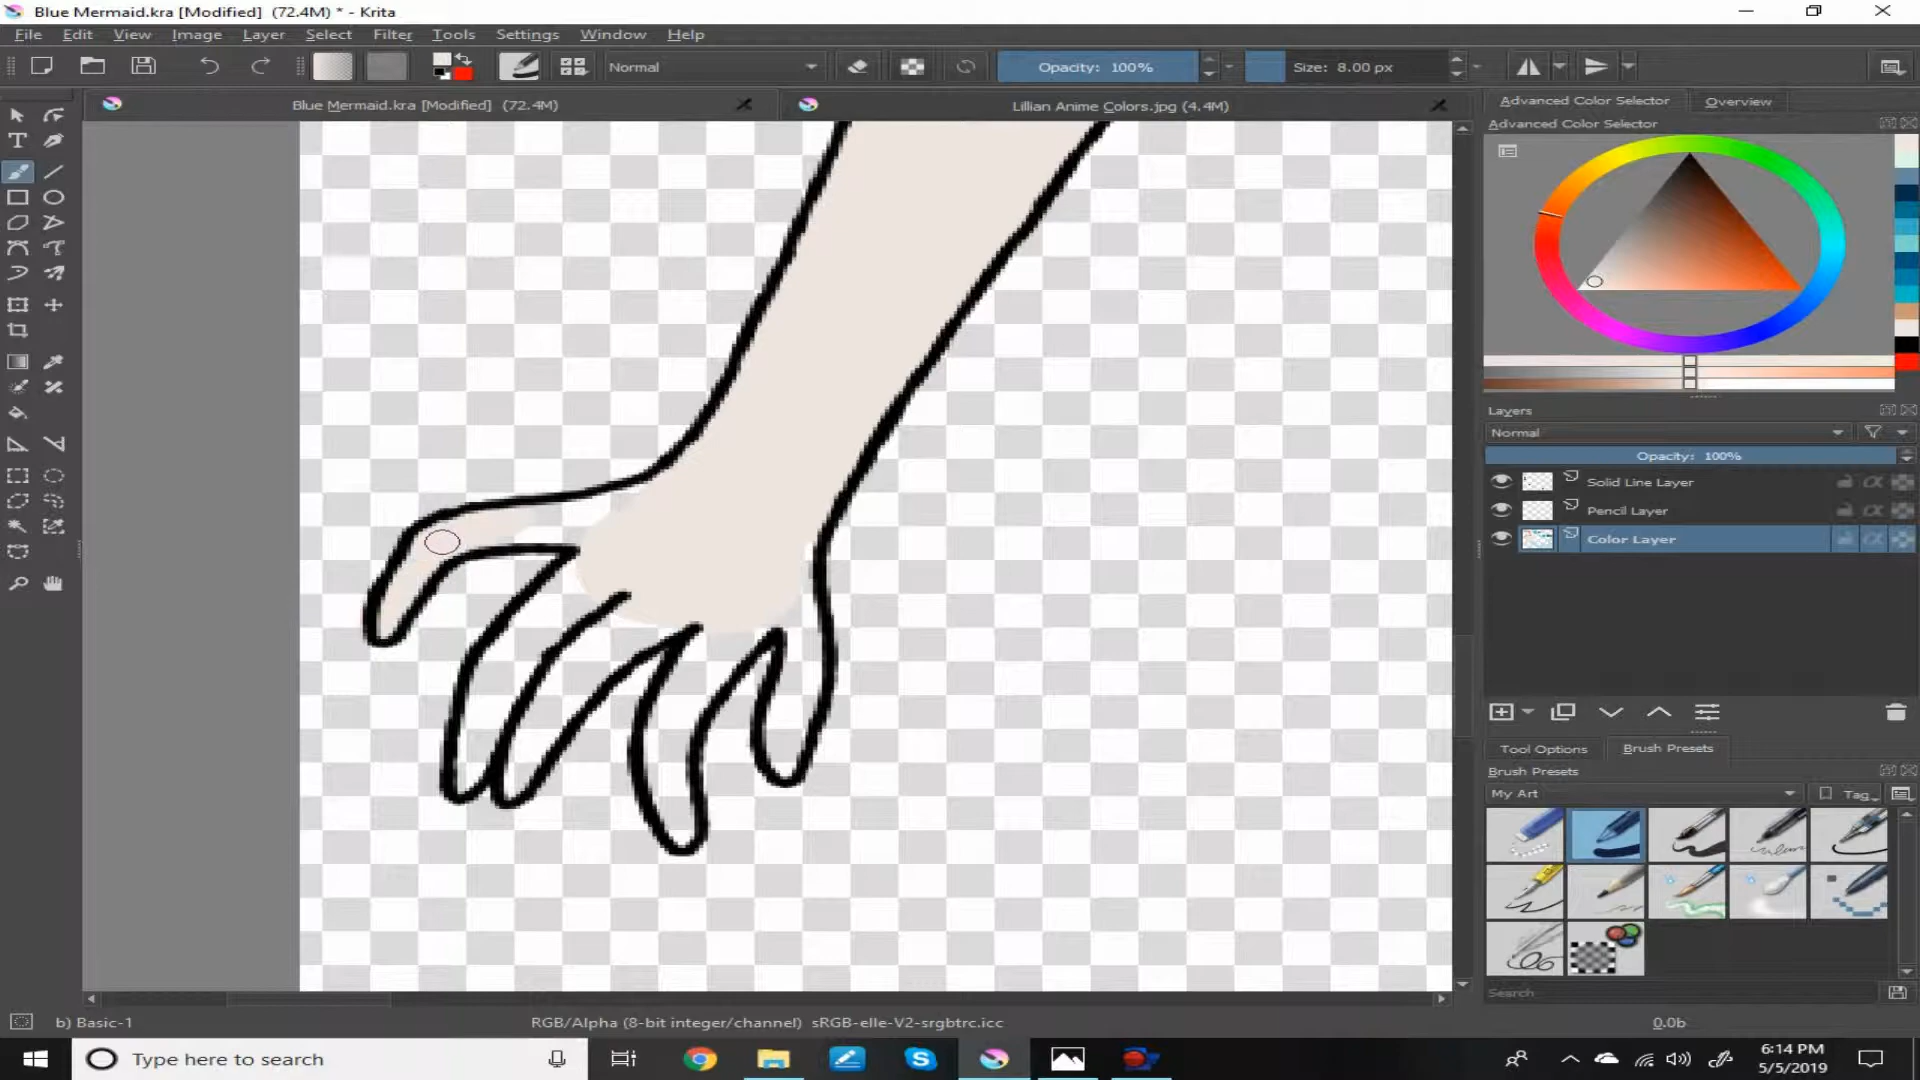 Blue Mermaid.kra [Modified] (72.4M) * - Krita
File Edit View Image Layer Select Filter Tools Settings Window Help
Normal Opacity: 100% Size: 8.00 px
Blue Mermaid.kra [Modified] (72.4M) Lillian Anime Colors.jpg (4.4M)
Advanced Color Selector Overview
Advanced Color Selector
Layers
Normal
Opacity: 100%
Solid Line Layer
Pencil Layer
Color Layer
Tool Options Brush Presets
Brush Presets
My Art Tag
Search
b) Basic-1 RGB/Alpha (8-bit integer/channel) sRGB-elle-V2-srgbtrc.icc 0.0b
Type here to search
6:14 PM
5/5/2019